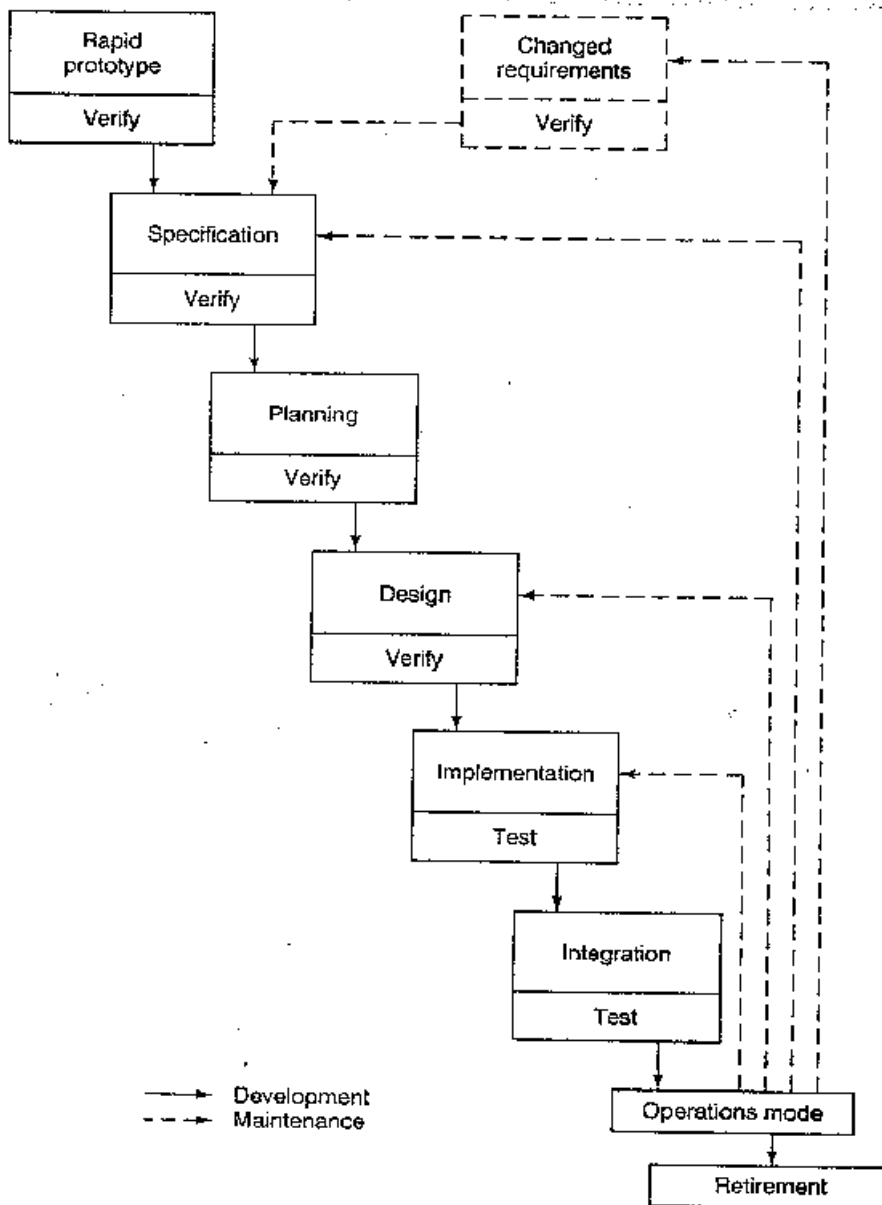 Rapid
prototype
Verify
Changed
requirements
Verify
Specification
Verify
Planning
Verify
Design
Verify
Implementation
Test
Integration
Test
Development
Maintenance
Operations mode
Retirement